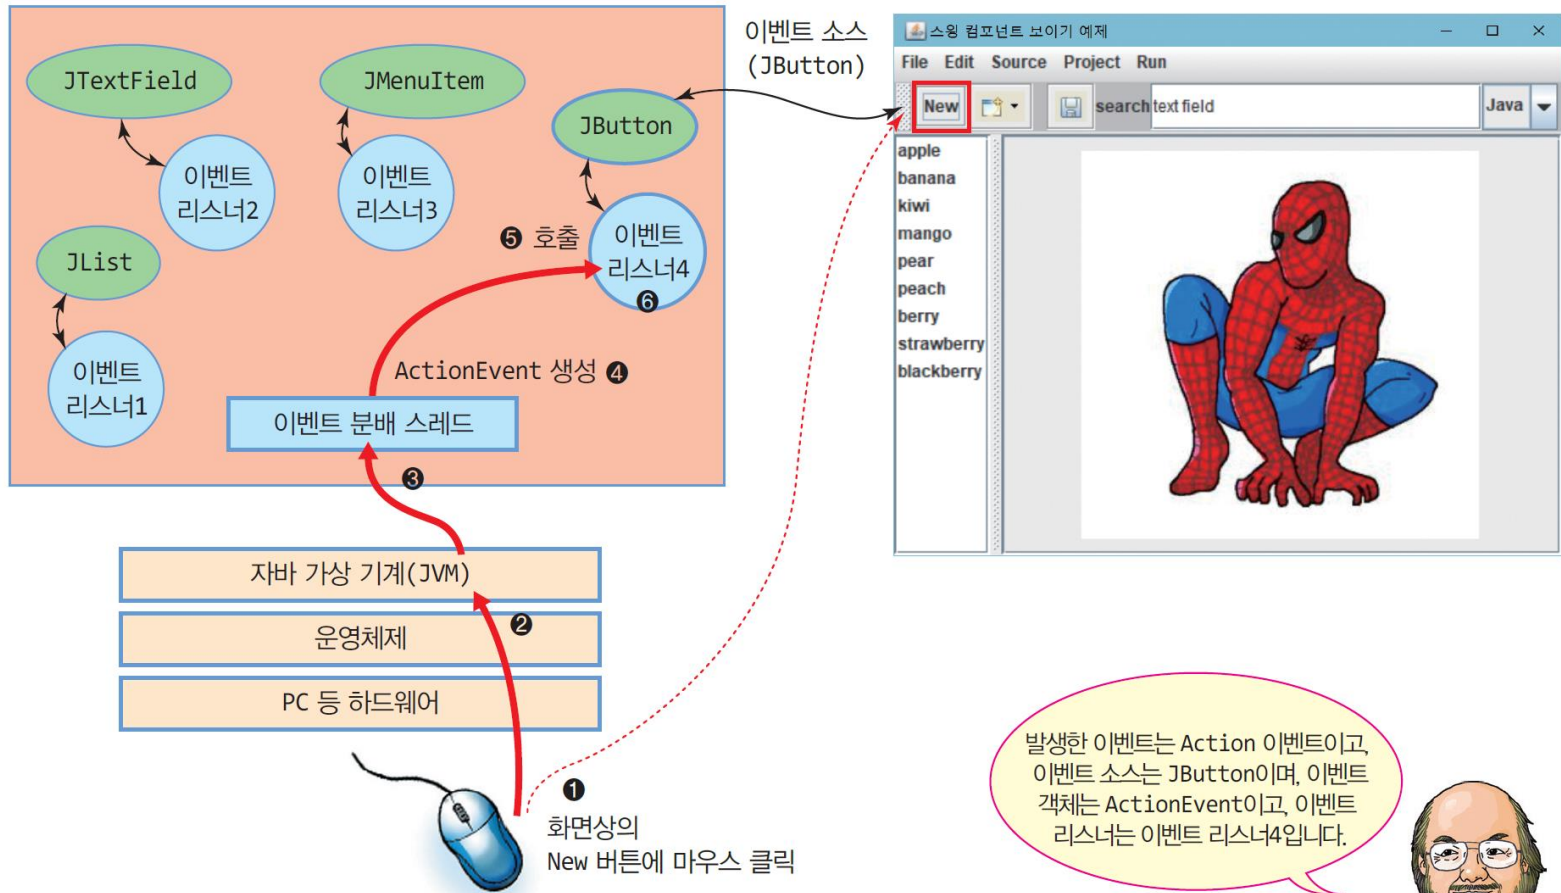 이벤트 소스
(JButton)
JTextField
JMenuItem
JButton
이벤트
리스너2
이벤트
리스너3
❺ 호출
이벤트
리스너4
❻
JList
이벤트
리스너1
ActionEvent 생성 ❹
이벤트 분배 스레드
❸
자바 가상 기계(JVM)
❷
운영체제
PC 등 하드웨어
❶
화면상의
New 버튼에 마우스 클릭
스윙 컴포넌트 보이기 예제
File Edit Source Project Run
New
search text field
Java
apple
banana
kiwi
mango
pear
peach
berry
strawberry
blackberry
발생한 이벤트는 Action 이벤트이고,
이벤트 소스는 JButton이며, 이벤트
객체는 ActionEvent이고, 이벤트
리스너는 이벤트 리스너4입니다.